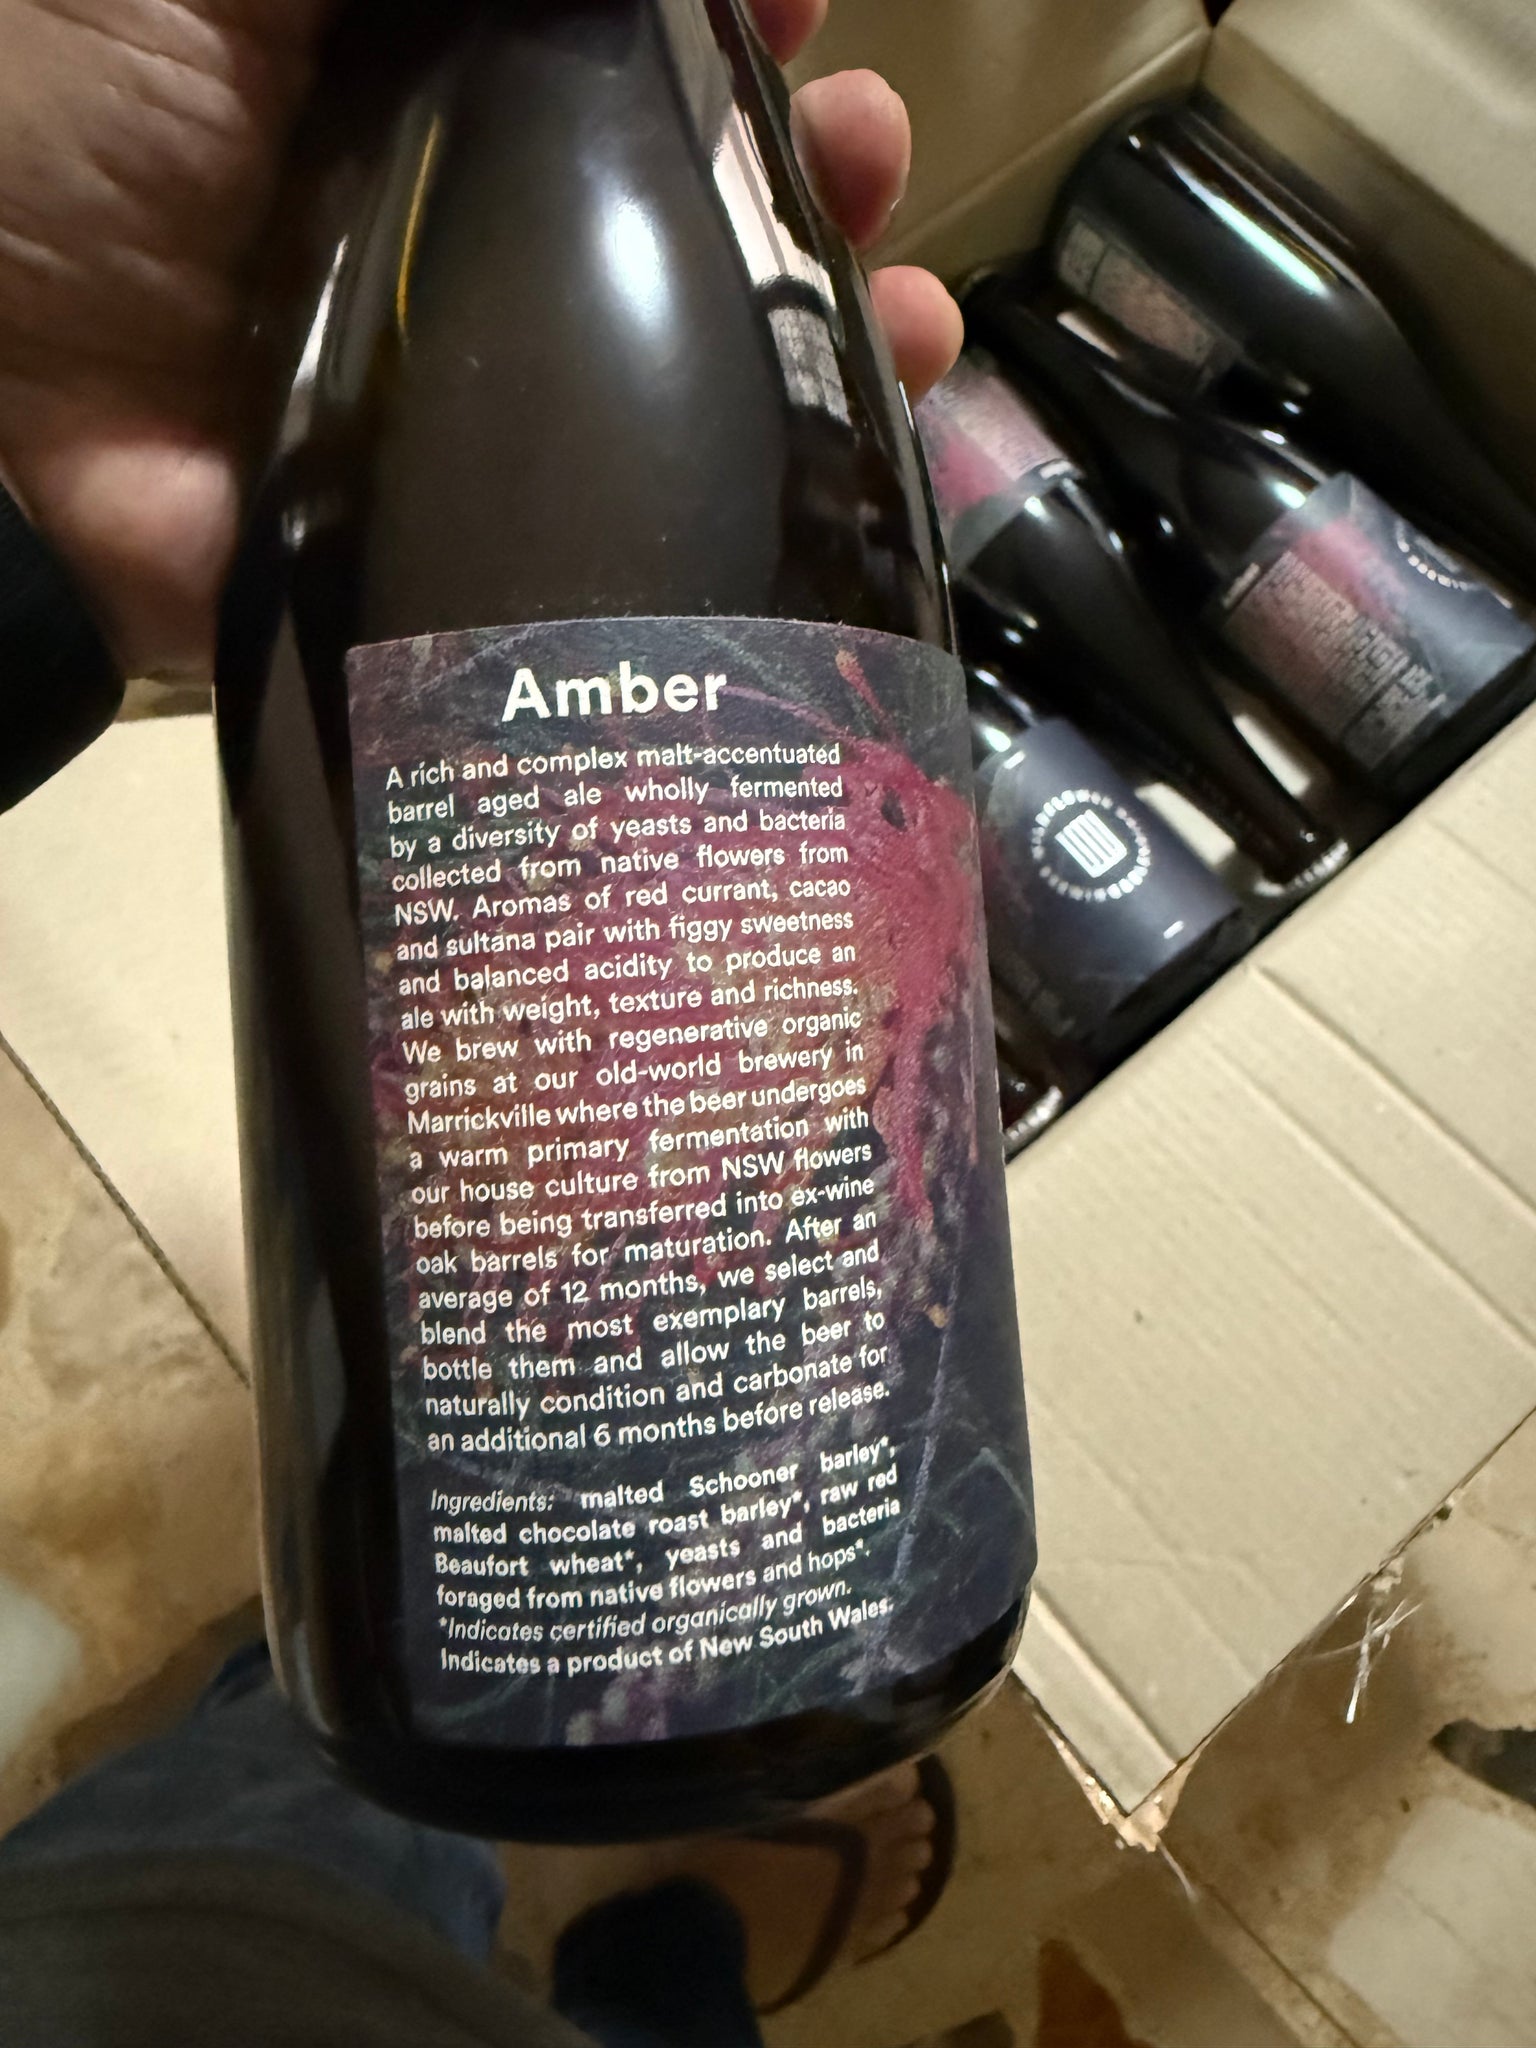 Amber
A rich and complex malt-accentuated
barrel aged ale wholly fermented
by a diversity of yeasts and bacteria
collected from native flowers from
NSW. Aromas of red currant, cacao
and sultana pair with figgy sweetness
and balanced acidity to produce an
ale with weight, texture and richness.
We brew with regenerative organic
grains at our old-world brewery in
Marrickville where the beer undergoes
a warm primary fermentation with
our house culture from NSW flowers
before being transferred into ex-wine
oak barrels for maturation. After an
average of 12 months, we select and
blend the most exemplary barrels,
bottle them and allow the beer to
naturally condition and carbonate for
an additional 6 months before release.
Ingredients: malted Schooner barley*,
malted chocolate roast barley*, raw red
Beaufort wheat*, yeasts and bacteria
foraged from native flowers and hops*.
*Indicates certified organically grown.
Indicates a product of New South Wales.